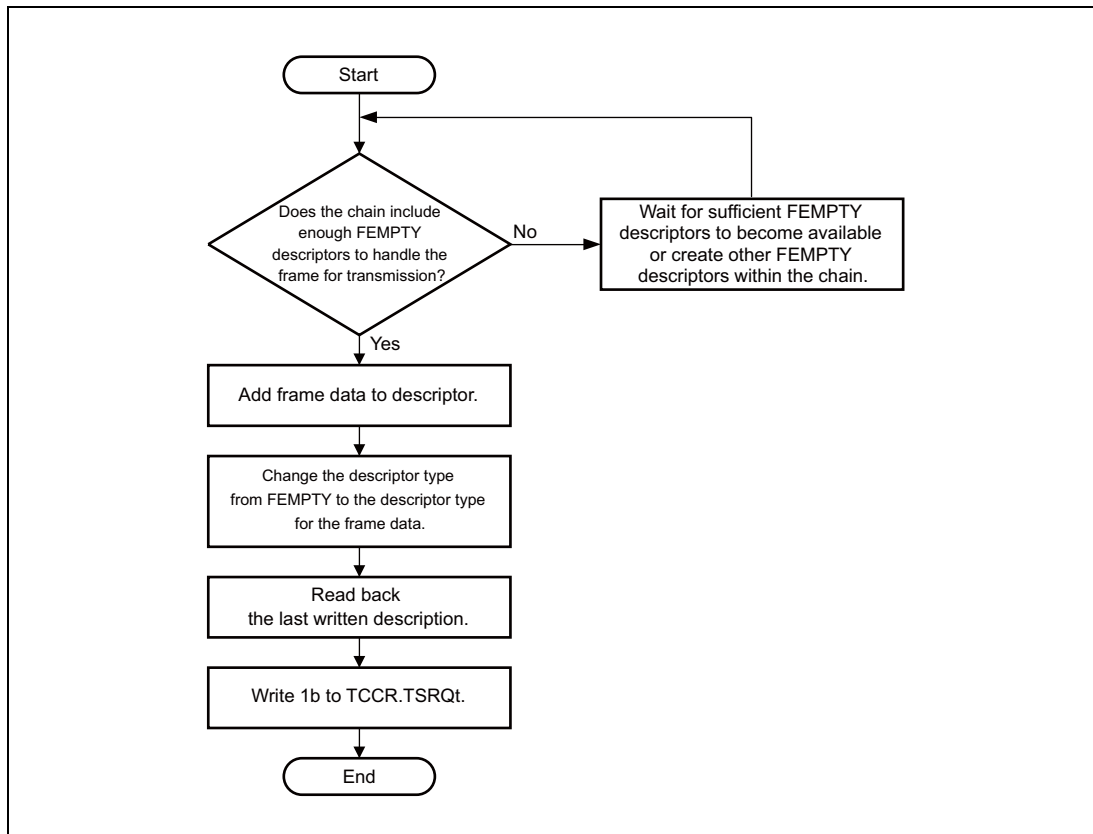 Start
Does the chain include
enough FEMPTY
descriptors to handle the
frame for transmission?
No
Wait for sufficient FEMPTY
descriptors to become available
or create other FEMPTY
descriptors within the chain.
Yes
Add frame data to descriptor.
Change the descriptor type
from FEMPTY to the descriptor type
for the frame data.
Read back
the last written description.
Write 1b to TCCR.TSRQt.
End